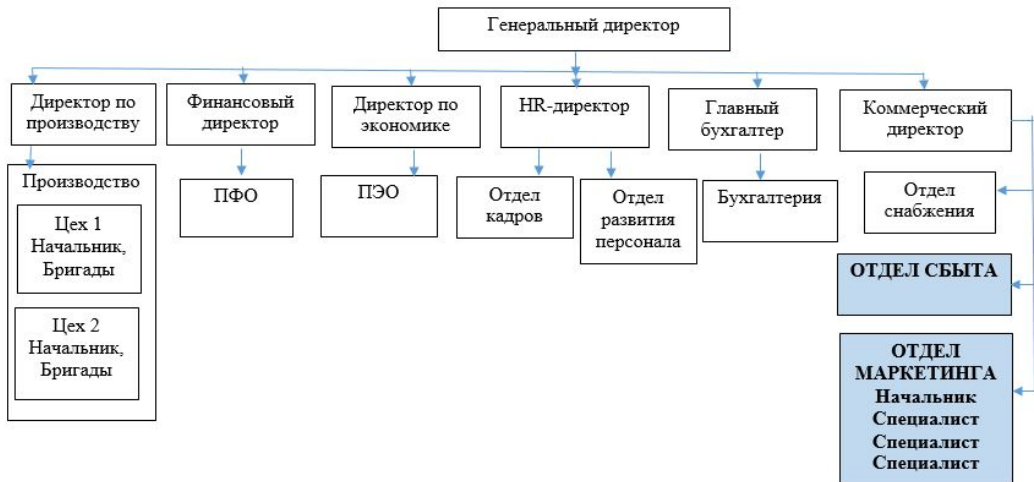 Генеральный директор
Директор по
производству
Финансовый
директор
Директор по
экономике
HR-директор
Главный
бухгалтер
Коммерческий
директор
Производство
Цех 1
Начальник,
Бригады
Цех 2
Начальник,
Бригады
ПФО
ПЭО
Отдел
кадров
Отдел
развития
персонала
Бухгалтерия
Отдел
снабжения
ОТДЕЛ СБЫТА
ОТДЕЛ
МАРКЕТИНГА
Начальник
Специалист
Специалист
Специалист